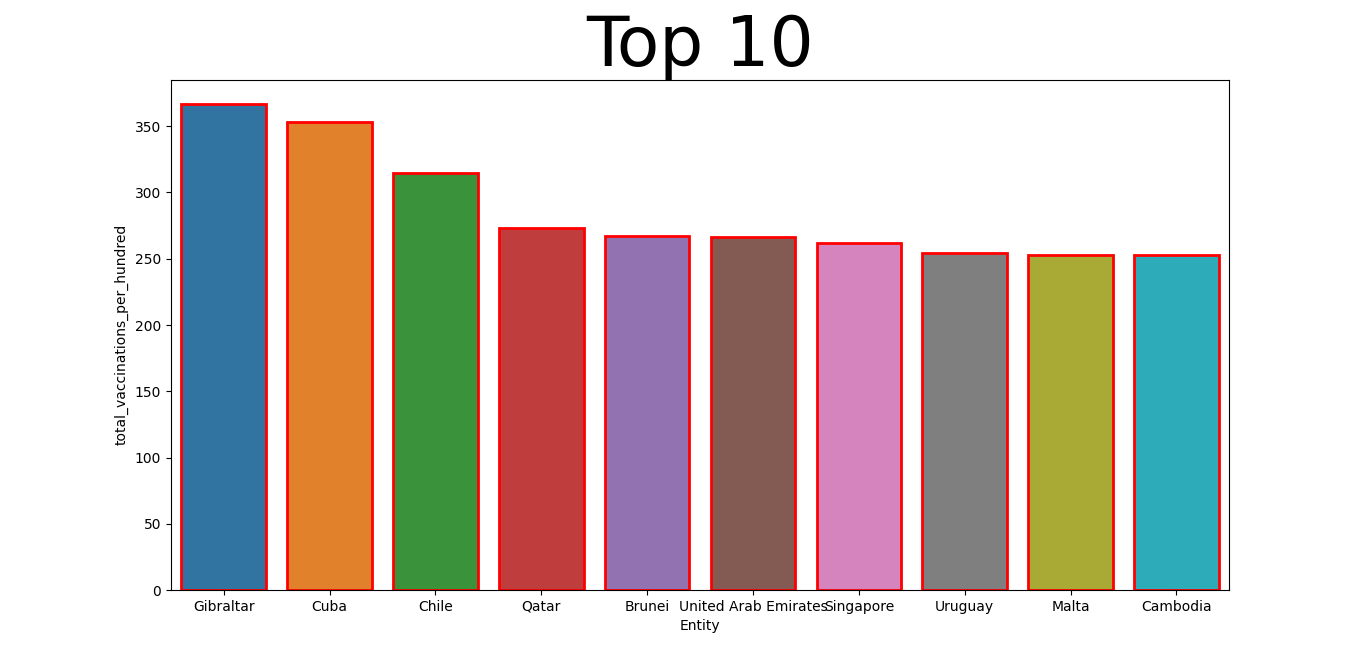 Top 10
350
300
250
200
150
100
50
0
total_vaccinations_per_hundred
Gibraltar Cuba Chile Qatar Brunei United Arab Emirates Singapore Uruguay Malta Cambodia
Entity